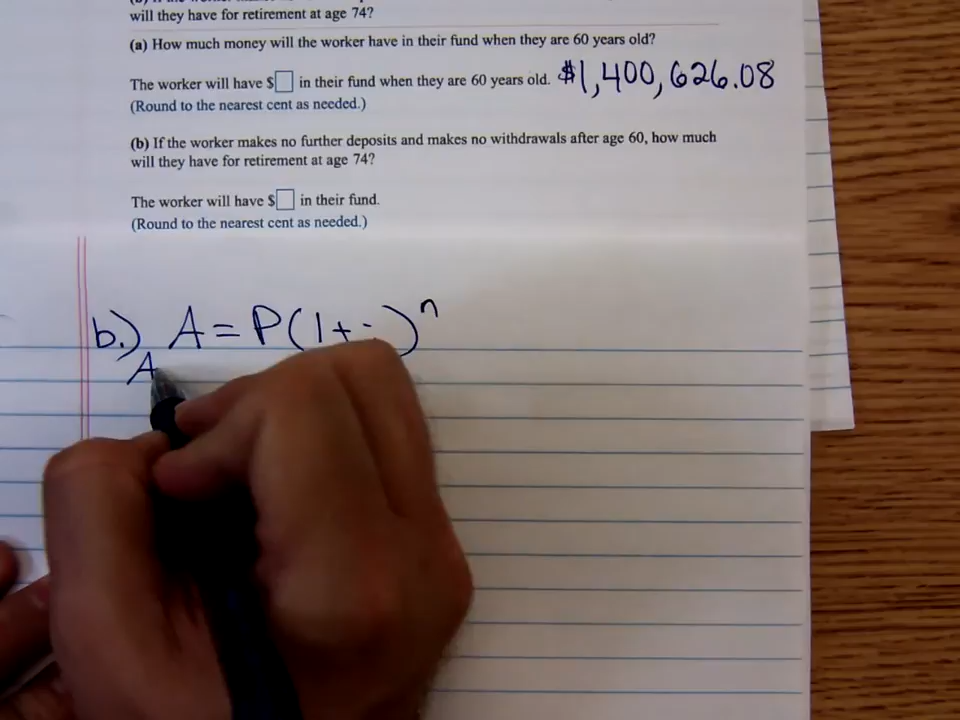 will they have for retirement at age 74?
(a) How much money will the worker have in their fund when they are 60 years old?
The worker will have $ in their fund when they are 60 years old. $1,400,626.08
(Round to the nearest cent as needed.)
(b) If the worker makes no further deposits and makes no withdrawals after age 60, how much
will they have for retirement at age 74?
The worker will have $ in their fund.
(Round to the nearest cent as needed.)
b.) A = P(1+ )^n
A